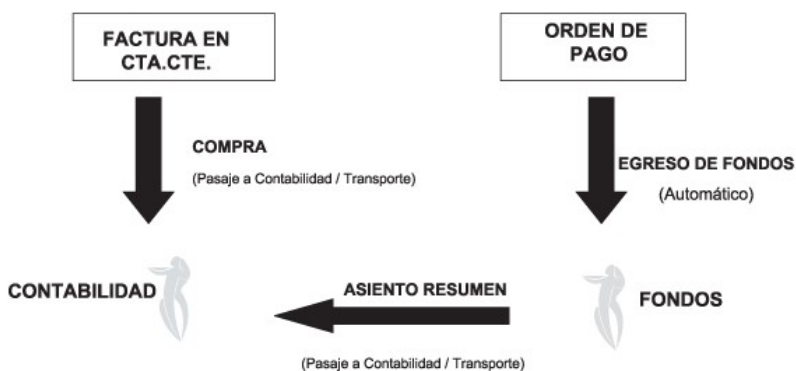 FACTURA EN
CTA.CTE.
ORDEN DE
PAGO
COMPRA
(Pasaje a Contabilidad / Transporte)
EGRESO DE FONDOS
(Automático)
CONTABILIDAD
ASIENTO RESUMEN
FONDOS
(Pasaje a Contabilidad / Transporte)